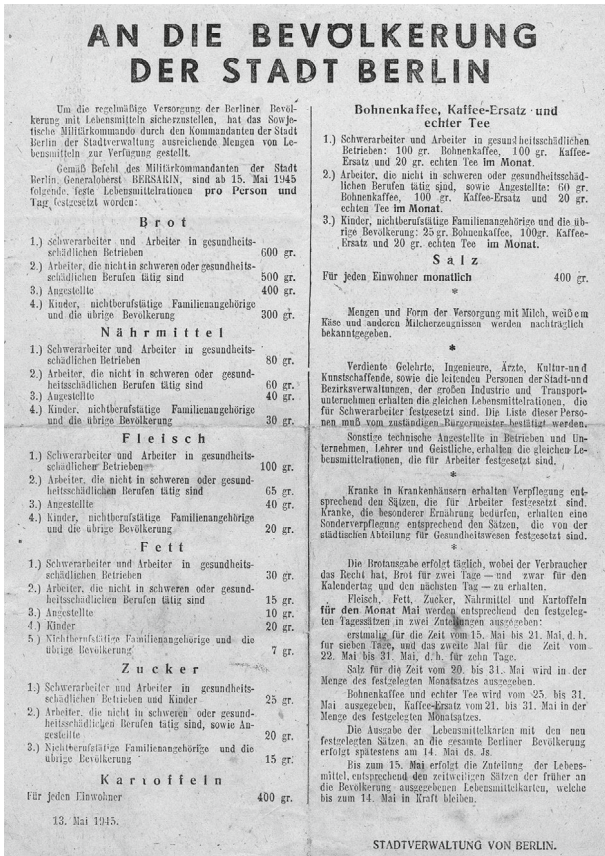 AN DIE BEVÖLKERUNG
DER STADT BERLIN
Um die regelmäßige Versorgung der Berliner Bevöl-
kerung mit Lebensmitteln sicherzustellen, hat das Sowje-
tische Militärkommando durch den Kommandanten der Stadt
Berlin der Stadtverwaltung ausreichende Mengen von Le-
bensmitteln zur Verfügung gestellt.
Gemäß Befehl des Militärkommandanten der Stadt
Berlin, Generaloberst BERSARIN, sind ab 15. Mai 1945
folgende feste Lebensmittelrationen pro Person und
Tag festgesetzt worden:
Brot
1.) Schwerarbeiter und Arbeiter in gesundheits-
schädlichen Betrieben 600 gr.
2.) Arbeiter, die nicht in schweren oder gesundheits-
schädlichen Berufen tätig sind 500 gr.
3.) Angestellte 400 gr.
4.) Kinder, nichtberufstätige Familienangehörige
und die übrige Bevölkerung 300 gr.
Nährmittel
1.) Schwerarbeiter und Arbeiter in gesundheits-
schädlichen Betrieben 80 gr.
2.) Arbeiter, die nicht in schweren oder gesund-
heitsschädlichen Berufen tätig sind 60 gr.
3.) Angestellte 40 gr.
4.) Kinder, nichtberufstätige Familienangehörige
und die übrige Bevölkerung 30 gr.
Fleisch
1.) Schwerarbeiter und Arbeiter in gesundheits-
schädlichen Betrieben 100 gr.
2.) Arbeiter, die nicht in schweren oder gesund-
heitsschädlichen Berufen tätig sind 65 gr.
3.) Angestellte 40 gr.
4.) Kinder, nichtberufstätige Familienangehörige
und die übrige Bevölkerung 20 gr.
Fett
1.) Schwerarbeiter und Arbeiter in gesundheits-
schädlichen Betrieben 30 gr.
2.) Arbeiter, die nicht in schweren oder gesund-
heitsschädlichen Berufen tätig sind 15 gr.
3.) Angestellte 10 gr.
4.) Kinder 20 gr.
5.) Nichtberufstätige Familienangehörige und die
übrige Bevölkerung 7 gr.
Zucker
1.) Schwerarbeiter und Arbeiter in gesundheits-
schädlichen Betrieben und Kinder 25 gr.
2.) Arbeiter, die nicht in schweren oder gesund-
heitsschädlichen Berufen tätig sind, sowie An-
gestellte 20 gr.
3.) Nichtberufstätige Familienangehörige und die
übrige Bevölkerung 15 gr.
Kartoffeln
Für jeden Einwohner 400 gr.
13. Mai 1945.
Bohnenkaffee, Kaffee-Ersatz und
echter Tee
1.) Schwerarbeiter und Arbeiter in gesundheitsschädlichen
Betrieben: 100 gr. Bohnenkaffee, 100 gr. Kaffee-
Ersatz und 20 gr. echten Tee im Monat.
2.) Arbeiter, die nicht in schweren oder gesundheitsschäd-
lichen Berufen tätig sind, sowie Angestellte: 60 gr.
Bohnenkaffee, 100 gr. Kaffee-Ersatz und 20 gr.
echten Tee im Monat.
3.) Kinder, nichtberufstätige Familienangehörige und die üb-
rige Bevölkerung: 25 gr. Bohnenkaffee, 100gr. Kaffee-
Ersatz und 20 gr. echten Tee im Monat.
Salz
Für jeden Einwohner monatlich 400 gr.
*
Mengen und Form der Versorgung mit Milch, weißem
Käse und anderen Milcherzeugnissen werden nachträglich
bekanntgegeben.
*
Verdiente Gelehrte, Ingenieure, Ärzte, Kultur-und
Kunstschaffende, sowie die leitenden Personen der Stadt-und
Bezirksverwaltungen, der großen Industrie und Transport-
unternehmen erhalten die gleichen Lebensmittelrationen, die
für Schwerarbeiter festgesetzt sind. Die Liste dieser Perso-
nen muß vom zuständigen Bürgermeister bestätigt werden.
Sonstige technische Angestellte in Betrieben und Un-
ternehmen, Lehrer und Geistliche, erhalten die gleichen Le-
bensmittelrationen, die für Arbeiter festgesetzt sind.
*
Kranke in Krankenhäusern erhalten Verpflegung ent-
sprechend den Sätzen, die für Arbeiter festgesetzt sind.
Kranke, die besonderer Ernährung bedürfen, erhalten eine
Sonderverpflegung entsprechend den Sätzen, die von der
städtischen Abteilung für Gesundheitswesen festgesetzt sind.
*
Die Brotausgabe erfolgt täglich, wobei der Verbraucher
das Recht hat, Brot für zwei Tage — und zwar für den
Kalendertag und den nächsten Tag — zu erhalten.
Fleisch, Fett, Zucker, Nährmittel und Kartoffeln
für den Monat Mai werden entsprechend den festgeleg-
ten Tagessätzen in zwei Zuteilungen ausgegeben:
erstmalig für die Zeit vom 15. Mai bis 21. Mai, d. h.
für sieben Tage, und das zweite Mal für die Zeit vom
22. Mai bis 31. Mai, d. h. für zehn Tage.
Salz für die Zeit vom 20. bis 31. Mai wird in der
Menge des festgelegten Monatsatzes ausgegeben.
Bohnenkaffee und echter Tee wird vom 25. bis 31.
Mai ausgegeben, Kaffee-Ersatz vom 21. bis 31. Mai in der
Menge des festgelegten Monatsatzes.
Die Ausgabe der Lebensmittelkarten mit den neu
festgelegten Sätzen an die gesamte Berliner Bevölkerung
erfolgt spätestens am 14. Mai ds. Js.
Bis zum 15. Mai erfolgt die Zuteilung der Lebens-
mittel, entsprechend den zeitweiligen Sätzen der früher an
die Bevölkerung ausgegebenen Lebensmittelkarten, welche
bis zum 14. Mai in Kraft bleiben.
STADTVERWALTUNG VON BERLIN.